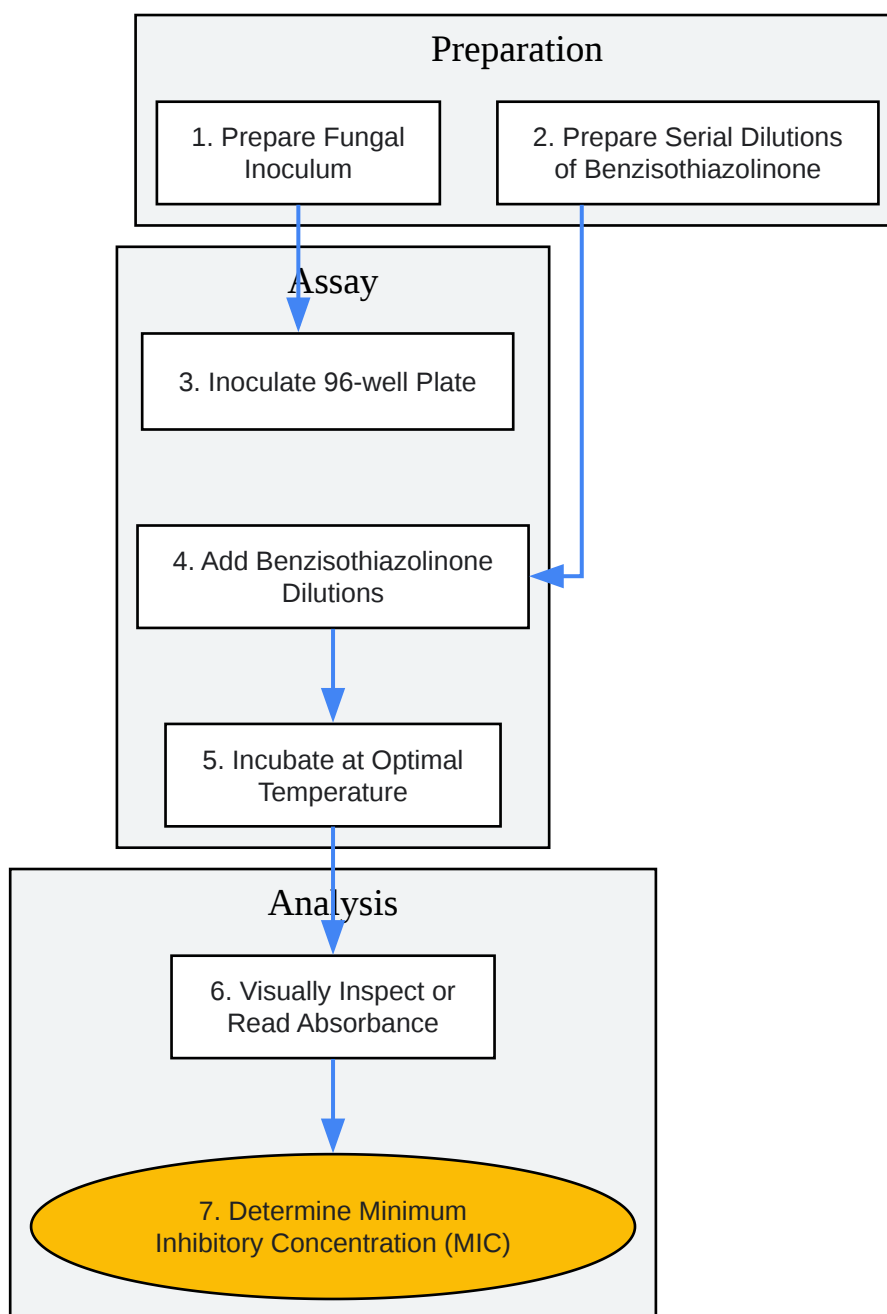 Preparation
1. Prepare Fungal
Inoculum
2. Prepare Serial Dilutions
of Benzisothiazolinone
Assay
3. Inoculate 96-well Plate
4. Add Benzisothiazolinone
Dilutions
5. Incubate at Optimal
Temperature
Analysis
6. Visually Inspect or
Read Absorbance
7. Determine Minimum
Inhibitory Concentration (MIC)